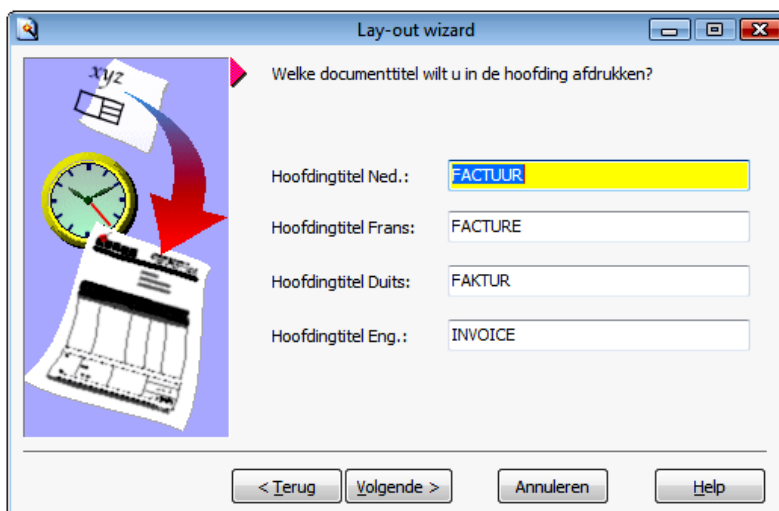 Lay-out wizard
xyz
Welke documenttitel wilt u in de hoofding afdrukken?
Hoofdingtitel Ned.: FACTUUR
Hoofdingtitel Frans: FACTURE
Hoofdingtitel Duits: FAKTUR
Hoofdingtitel Eng.: INVOICE
< Terug Volgende > Annuleren Help